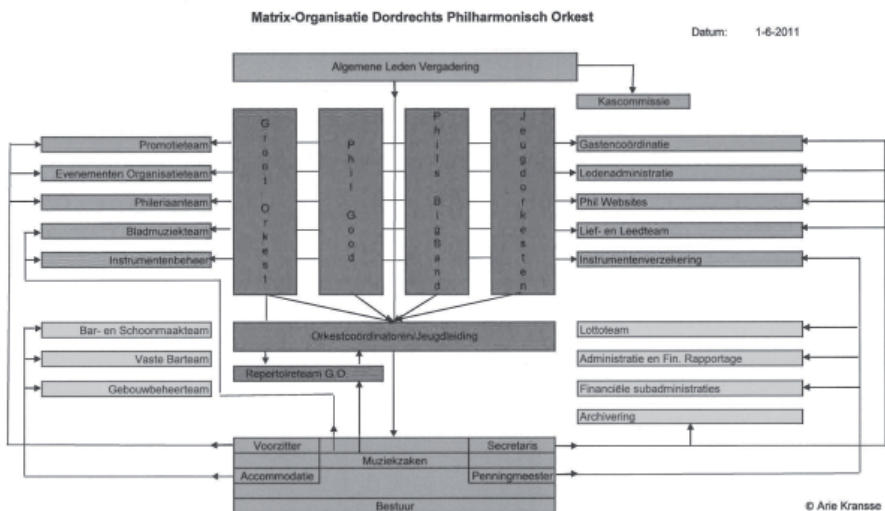 Matrix-Organisatie Dordrechts Philharmonisch Orkest
Datum: 1-6-2011
Algemene Leden Vergadering
Kascommissie
Groot Orkest
Phil Good
Phils BigBand
Jeugdorkesten
Promotieteam
Evenementen Organisatieteam
Phileriaanteam
Bladmuziekteam
Instrumentenbeheer
Gastencoördinatie
Ledenadministratie
Phil Websites
Lief- en Leedteam
Instrumentenverzekering
Orkestcoördinatoren/Jeugdleiding
Repertoireteam G.O.
Bar- en Schoonmaakteam
Vaste Barteam
Gebouwbeheerteam
Lottoteam
Administratie en Fin. Rapportage
Financiële subadministraties
Archivering
Voorzitter
Secretaris
Muziekzaken
Accommodatie
Penningmeester
Bestuur
© Arie Kransse